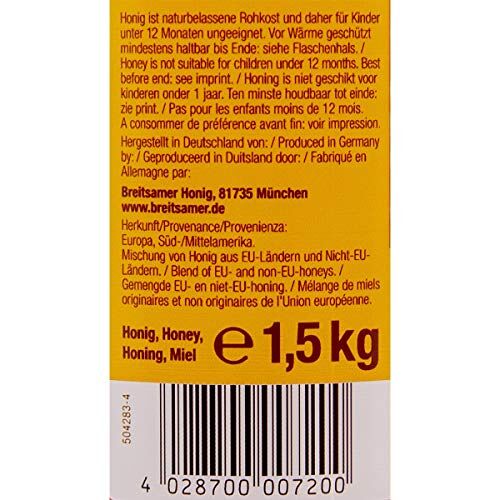 Honig ist naturbelassene Rohkost und daher für Kinder
unter 12 Monaten ungeeignet. Vor Wärme geschützt
mindestens haltbar bis Ende: siehe Flaschenhals. /
Honey is not suitable for children under 12 months. Best
before end: see imprint. / Honing is niet geschikt voor
kinderen onder 1 jaar. Ten minste houdbaar tot einde:
zie print. / Pas pour les enfants moins de 12 mois.
A consommer de préférence avant fin: voir impression.
Hergestellt in Deutschland von: / Produced in Germany
by: / Geproduceerd in Duitsland door: / Fabriqué en
Allemagne par:
Breitsamer Honig, 81735 München
www.breitsamer.de
Herkunft/Provenance/Provenienza:
Europa, Süd-/Mittelamerika.
Mischung von Honig aus EU-Ländern und Nicht-EU-
Ländern. / Blend of EU- and non-EU-honeys. /
Gemengde EU- en niet-EU-honing. / Mélange de miels
originaires et non originaires de l'Union européenne.
Honig, Honey,
Honing, Miel
℮ 1,5 kg
504283-4
4 028700 007200